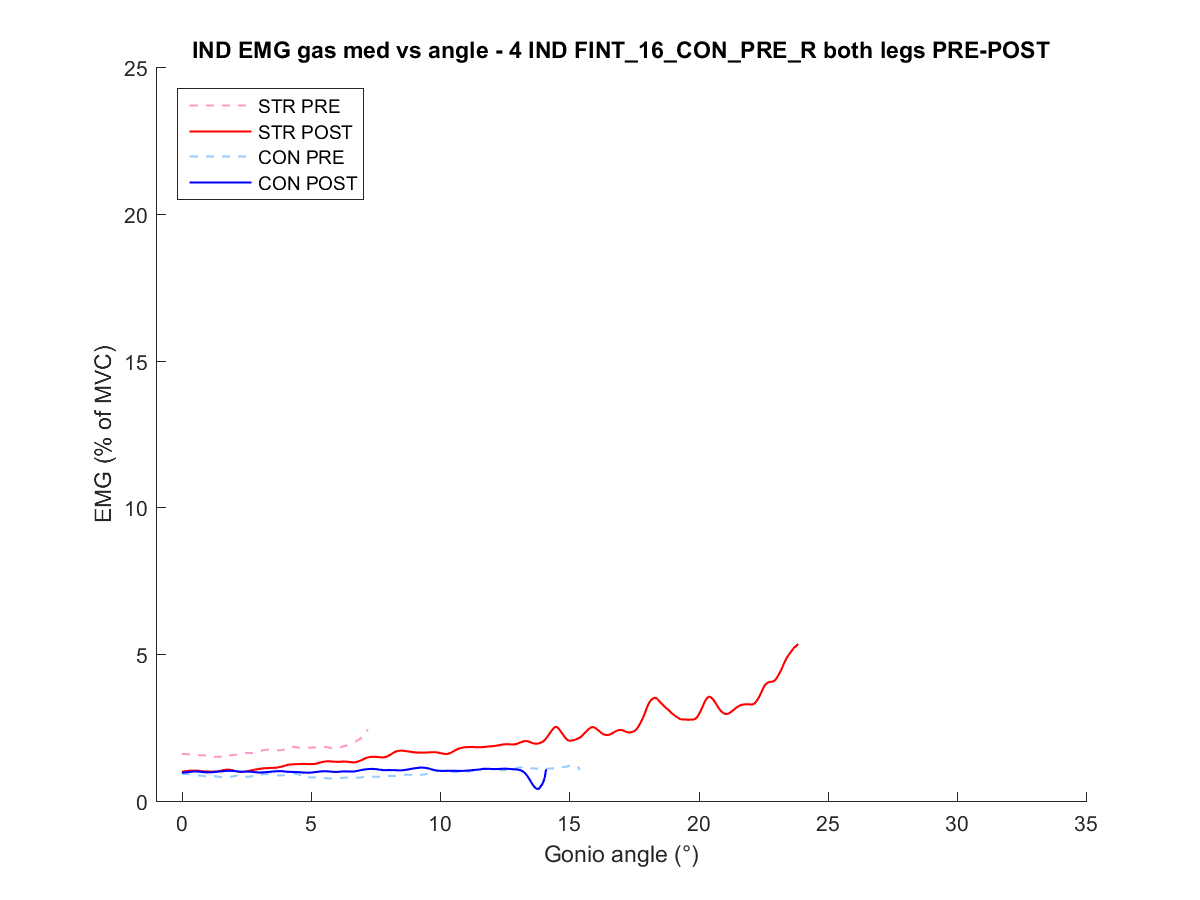 IND EMG gas med vs angle - 4 IND FINT_16_CON_PRE_R both legs PRE-POST
25
STR PRE
STR POST
CON PRE
CON POST
20
15
10
5
0
EMG (% of MVC)
0 5 10 15 20 25 30 35
Gonio angle (°)